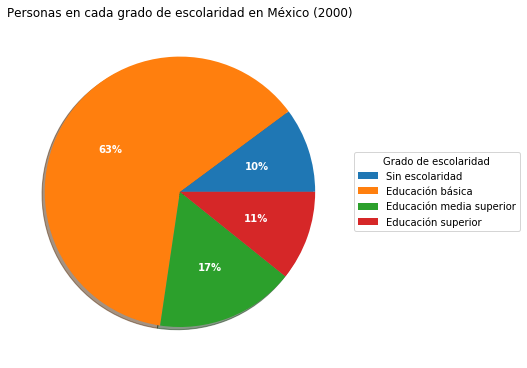 Personas en cada grado de escolaridad en México (2000)
63%
10%
11%
17%
Grado de escolaridad
Sin escolaridad
Educación básica
Educación media superior
Educación superior